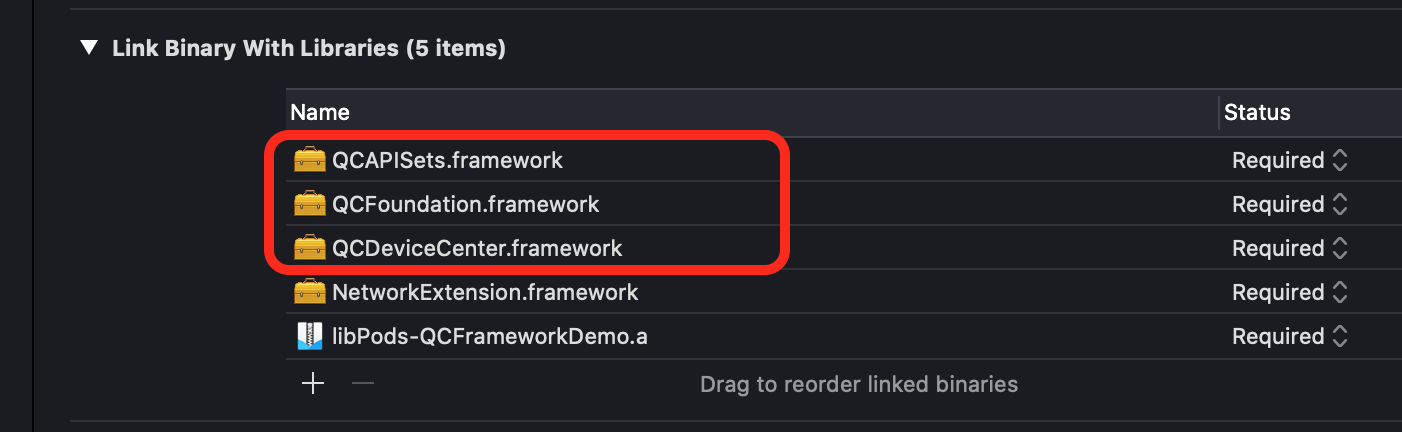 Link Binary With Libraries (5 items)
Name Status
QCAPISets.framework Required
QCFoundation.framework Required
QCDeviceCenter.framework Required
NetworkExtension.framework Required
libPods-QCFrameworkDemo.a Required
Drag to reorder linked binaries